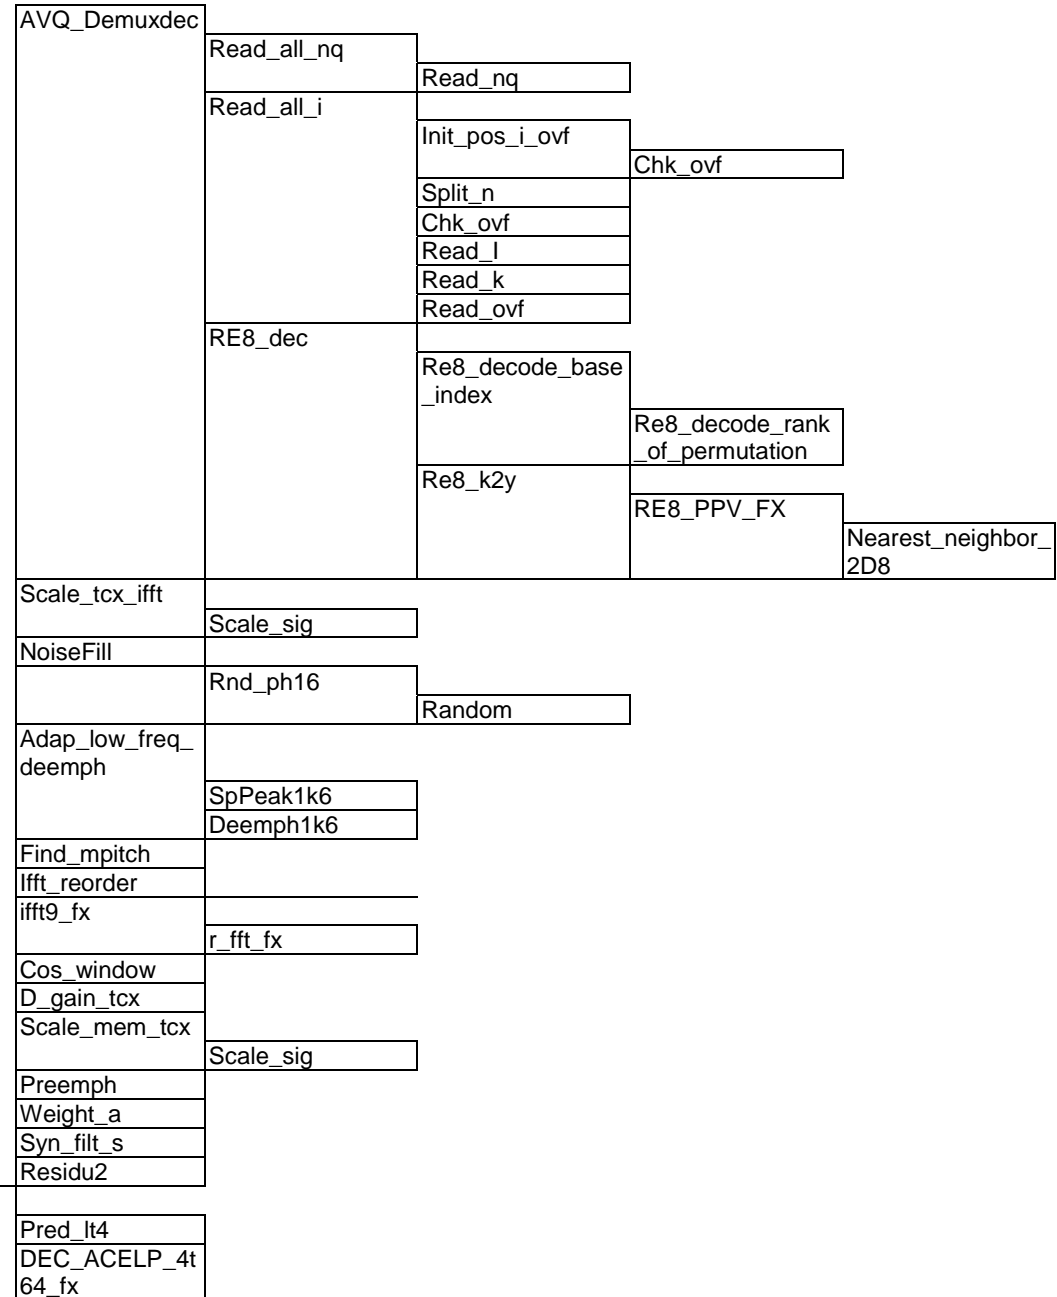 AVQ_Demuxdec
Read_all_nq
Read_nq
Read_all_i
Init_pos_i_ovf
Chk_ovf
Split_n
Chk_ovf
Read_I
Read_k
Read_ovf
RE8_dec
Re8_decode_base
_index
Re8_decode_rank
_of_permutation
Re8_k2y
RE8_PPV_FX
Nearest_neighbor_
2D8
Scale_tcx_ifft
Scale_sig
NoiseFill
Rnd_ph16
Random
Adap_low_freq_
deemph
SpPeak1k6
Deemph1k6
Find_mpitch
Ifft_reorder
ifft9_fx
r_fft_fx
Cos_window
D_gain_tcx
Scale_mem_tcx
Scale_sig
Preemph
Weight_a
Syn_filt_s
Residu2
Pred_lt4
DEC_ACELP_4t
64_fx